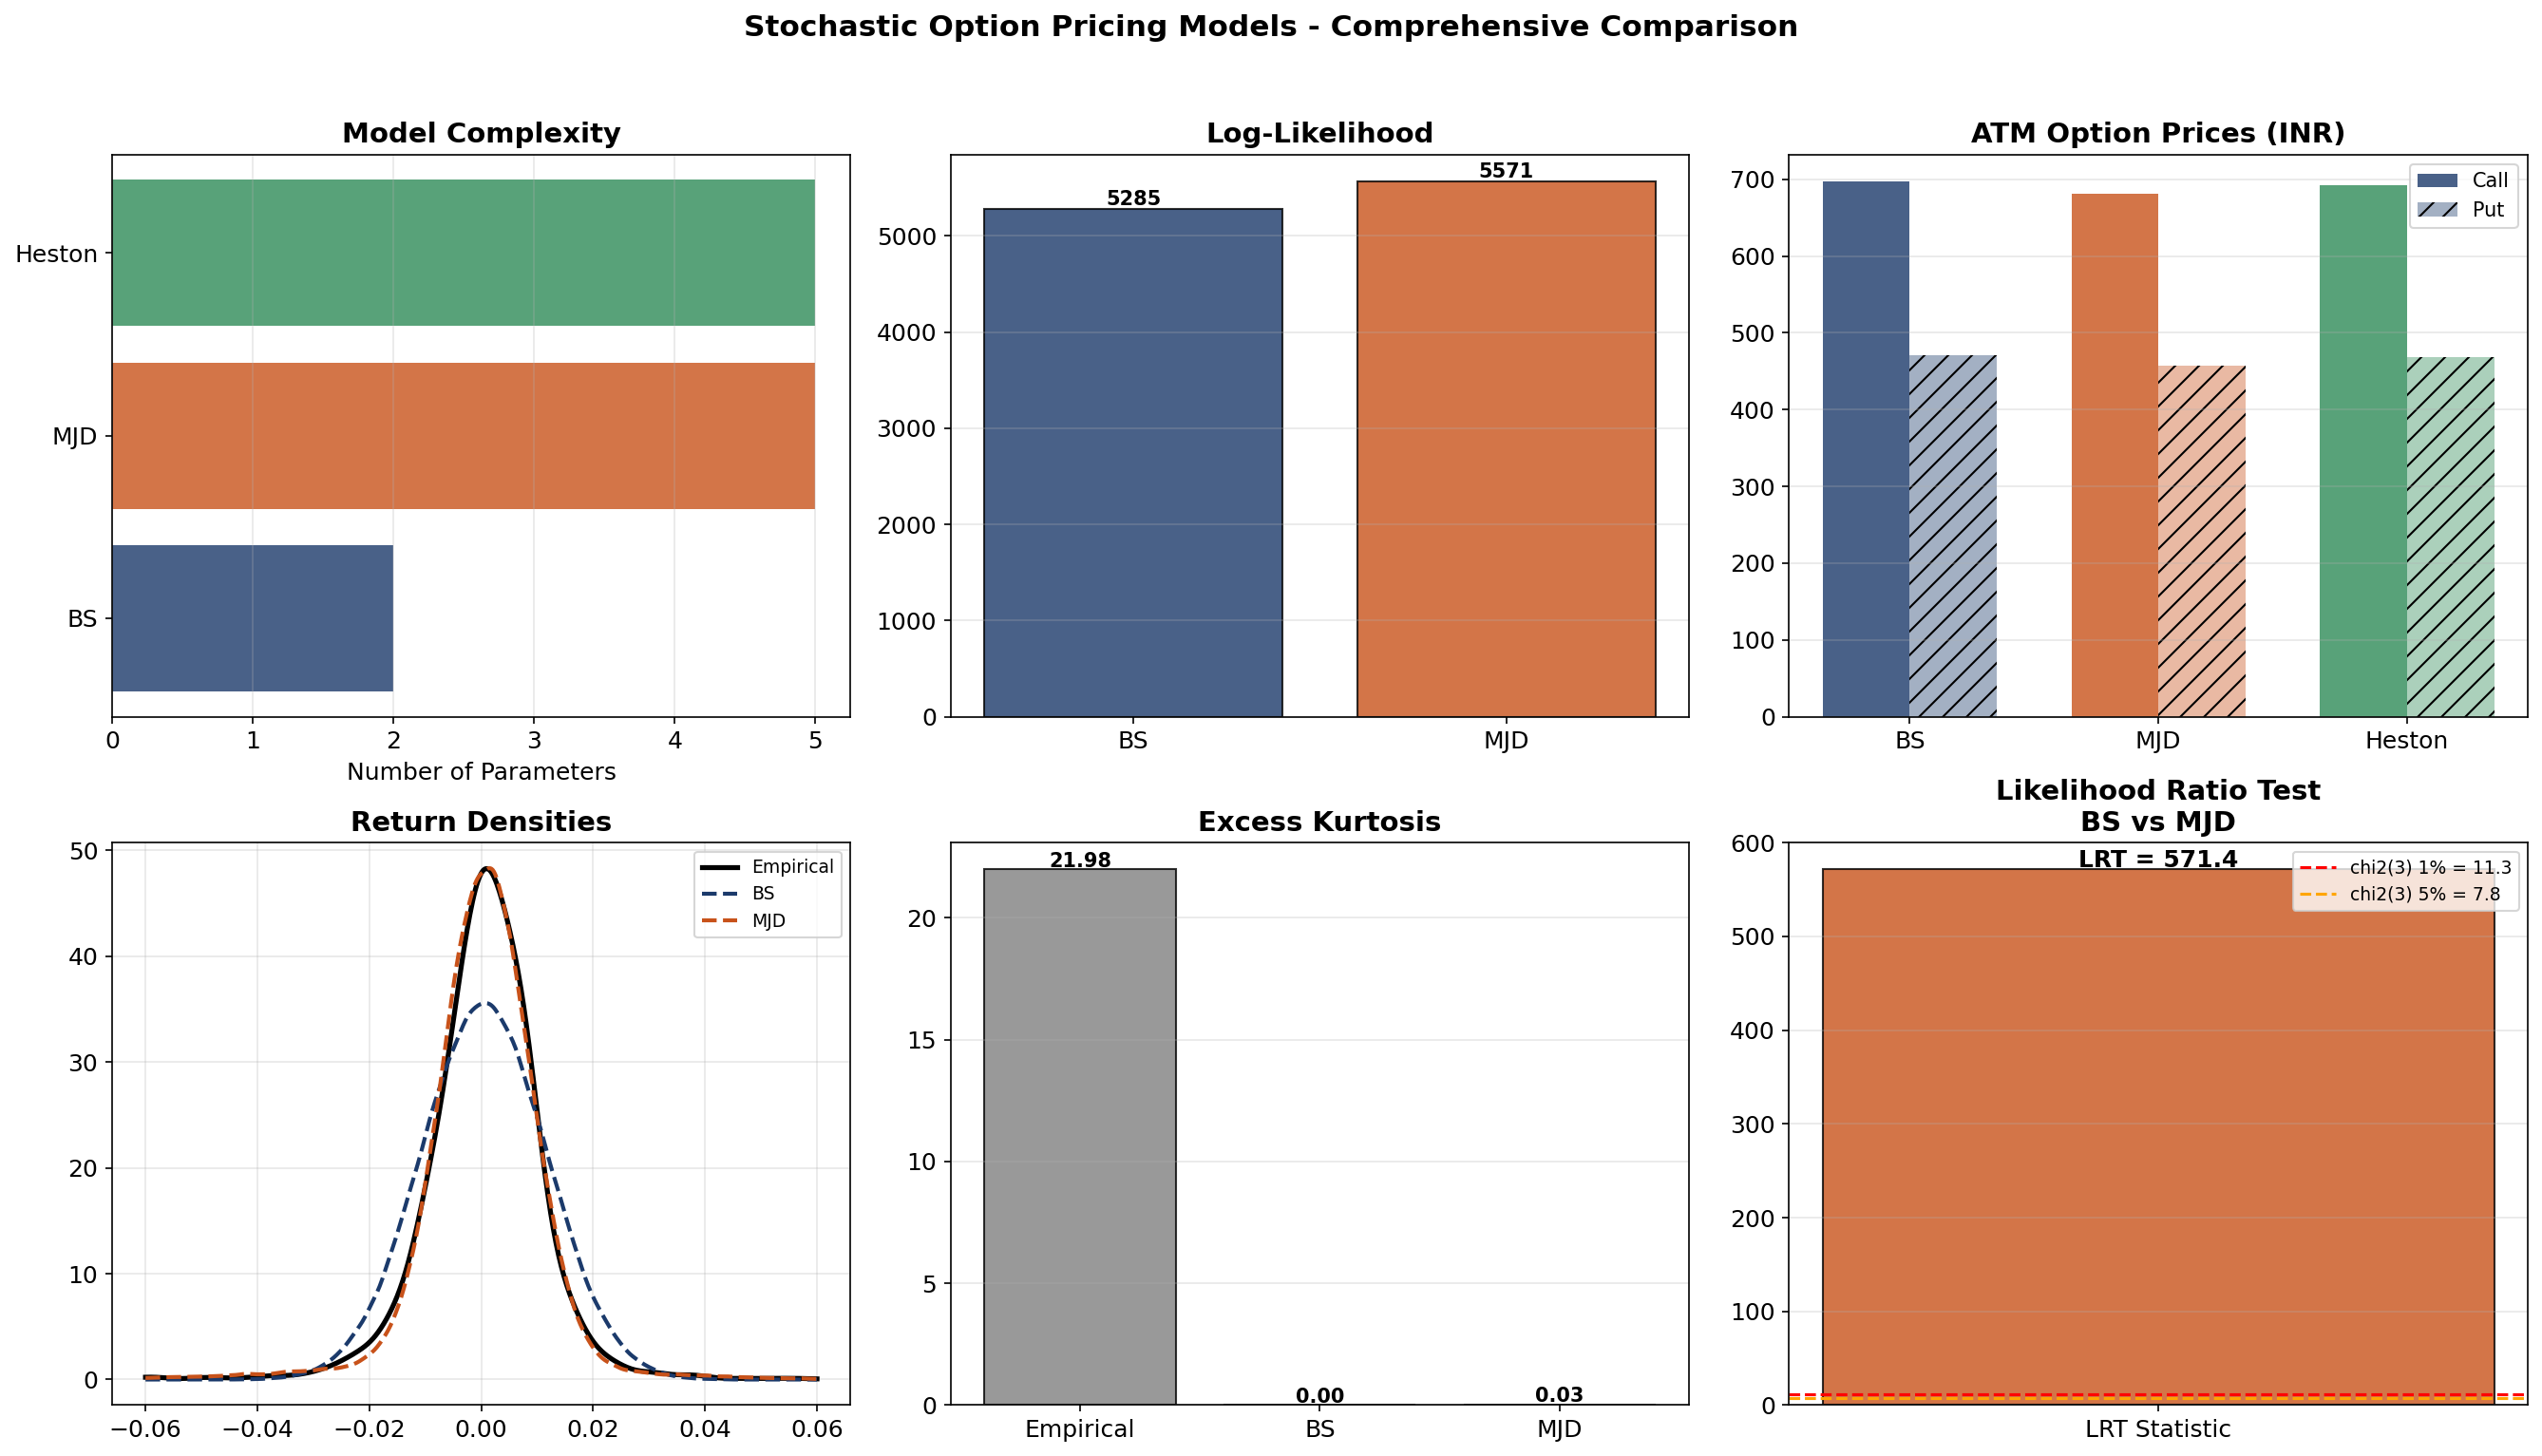 Stochastic Option Pricing Models - Comprehensive Comparison
Model Complexity
Heston
MJD
BS
0 1 2 3 4 5
Number of Parameters
Log-Likelihood
5285
5571
5000
4000
3000
2000
1000
0
BS MJD
ATM Option Prices (INR)
Call
Put
700
600
500
400
300
200
100
0
BS MJD Heston
Return Densities
Empirical
BS
MJD
50
40
30
20
10
0
−0.06 −0.04 −0.02 0.00 0.02 0.04 0.06
Excess Kurtosis
21.98
0.00
0.03
20
15
10
5
0
Empirical BS MJD
Likelihood Ratio Test
BS vs MJD
LRT = 571.4
chi2(3) 1% = 11.3
chi2(3) 5% = 7.8
600
500
400
300
200
100
0
LRT Statistic